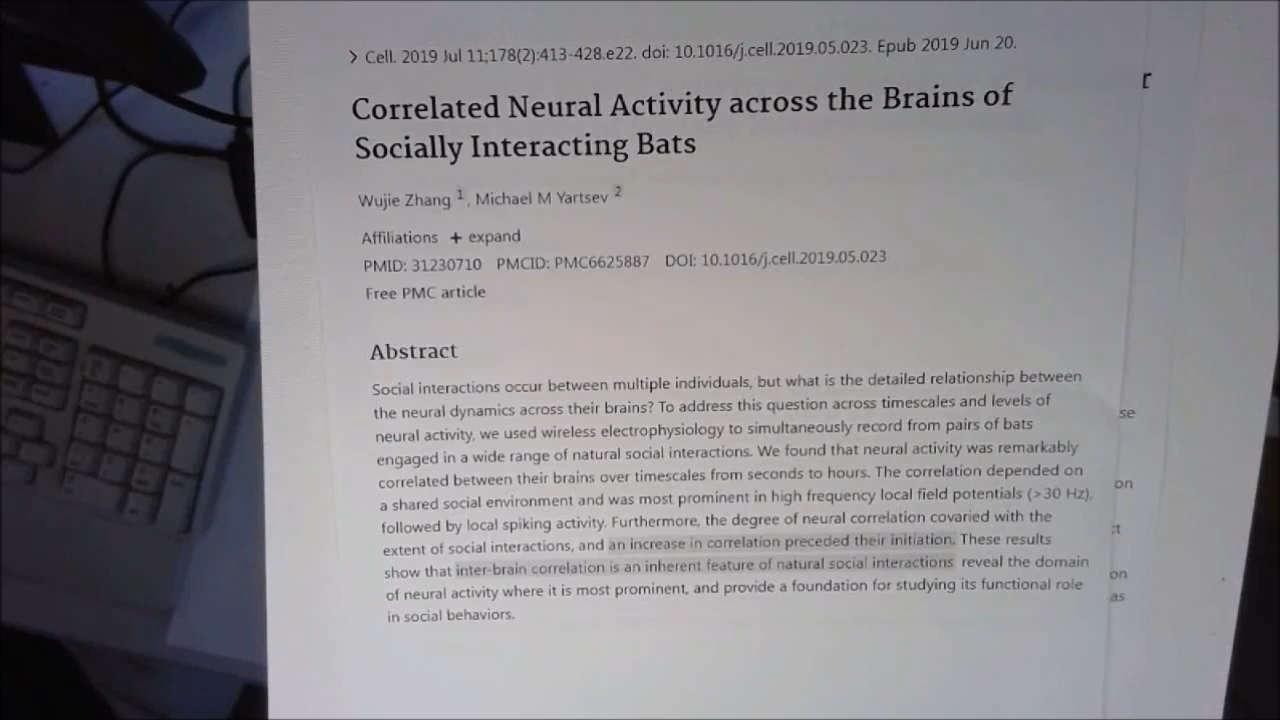 > Cell. 2019 Jul 11;178(2):413-428.e22. doi: 10.1016/j.cell.2019.05.023. Epub 2019 Jun 20.
Correlated Neural Activity across the Brains of
Socially Interacting Bats
Wujie Zhang 1, Michael M Yartsev 2
Affiliations + expand
PMID: 31230710 PMCID: PMC6625887 DOI: 10.1016/j.cell.2019.05.023
Free PMC article
Abstract
Social interactions occur between multiple individuals, but what is the detailed relationship between
the neural dynamics across their brains? To address this question across timescales and levels of
neural activity, we used wireless electrophysiology to simultaneously record from pairs of bats
engaged in a wide range of natural social interactions. We found that neural activity was remarkably
correlated between their brains over timescales from seconds to hours. The correlation depended on
a shared social environment and was most prominent in high frequency local field potentials (>30 Hz),
followed by local spiking activity. Furthermore, the degree of neural correlation covaried with the
extent of social interactions, and an increase in correlation preceded their initiation. These results
show that inter-brain correlation is an inherent feature of natural social interactions reveal the domain
of neural activity where it is most prominent, and provide a foundation for studying its functional role
in social behaviors.
se
on
on
as